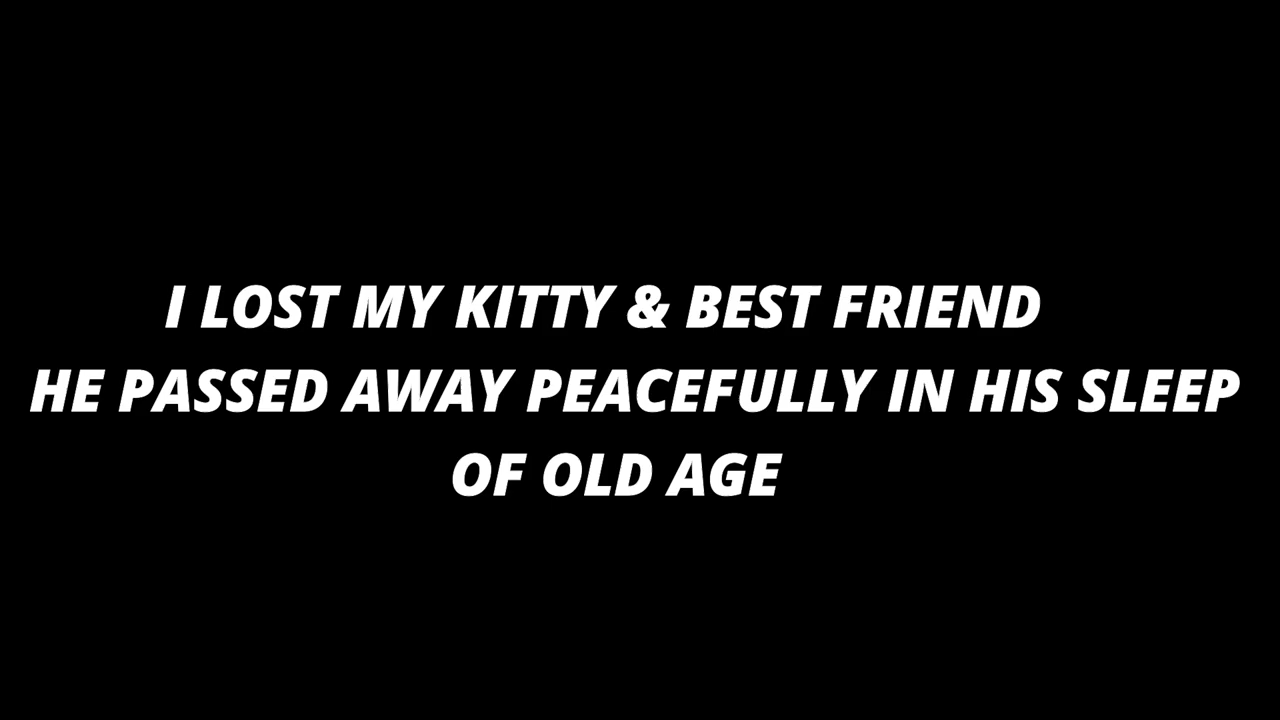 I LOST MY KITTY & BEST FRIEND
HE PASSED AWAY PEACEFULLY IN HIS SLEEP
OF OLD AGE